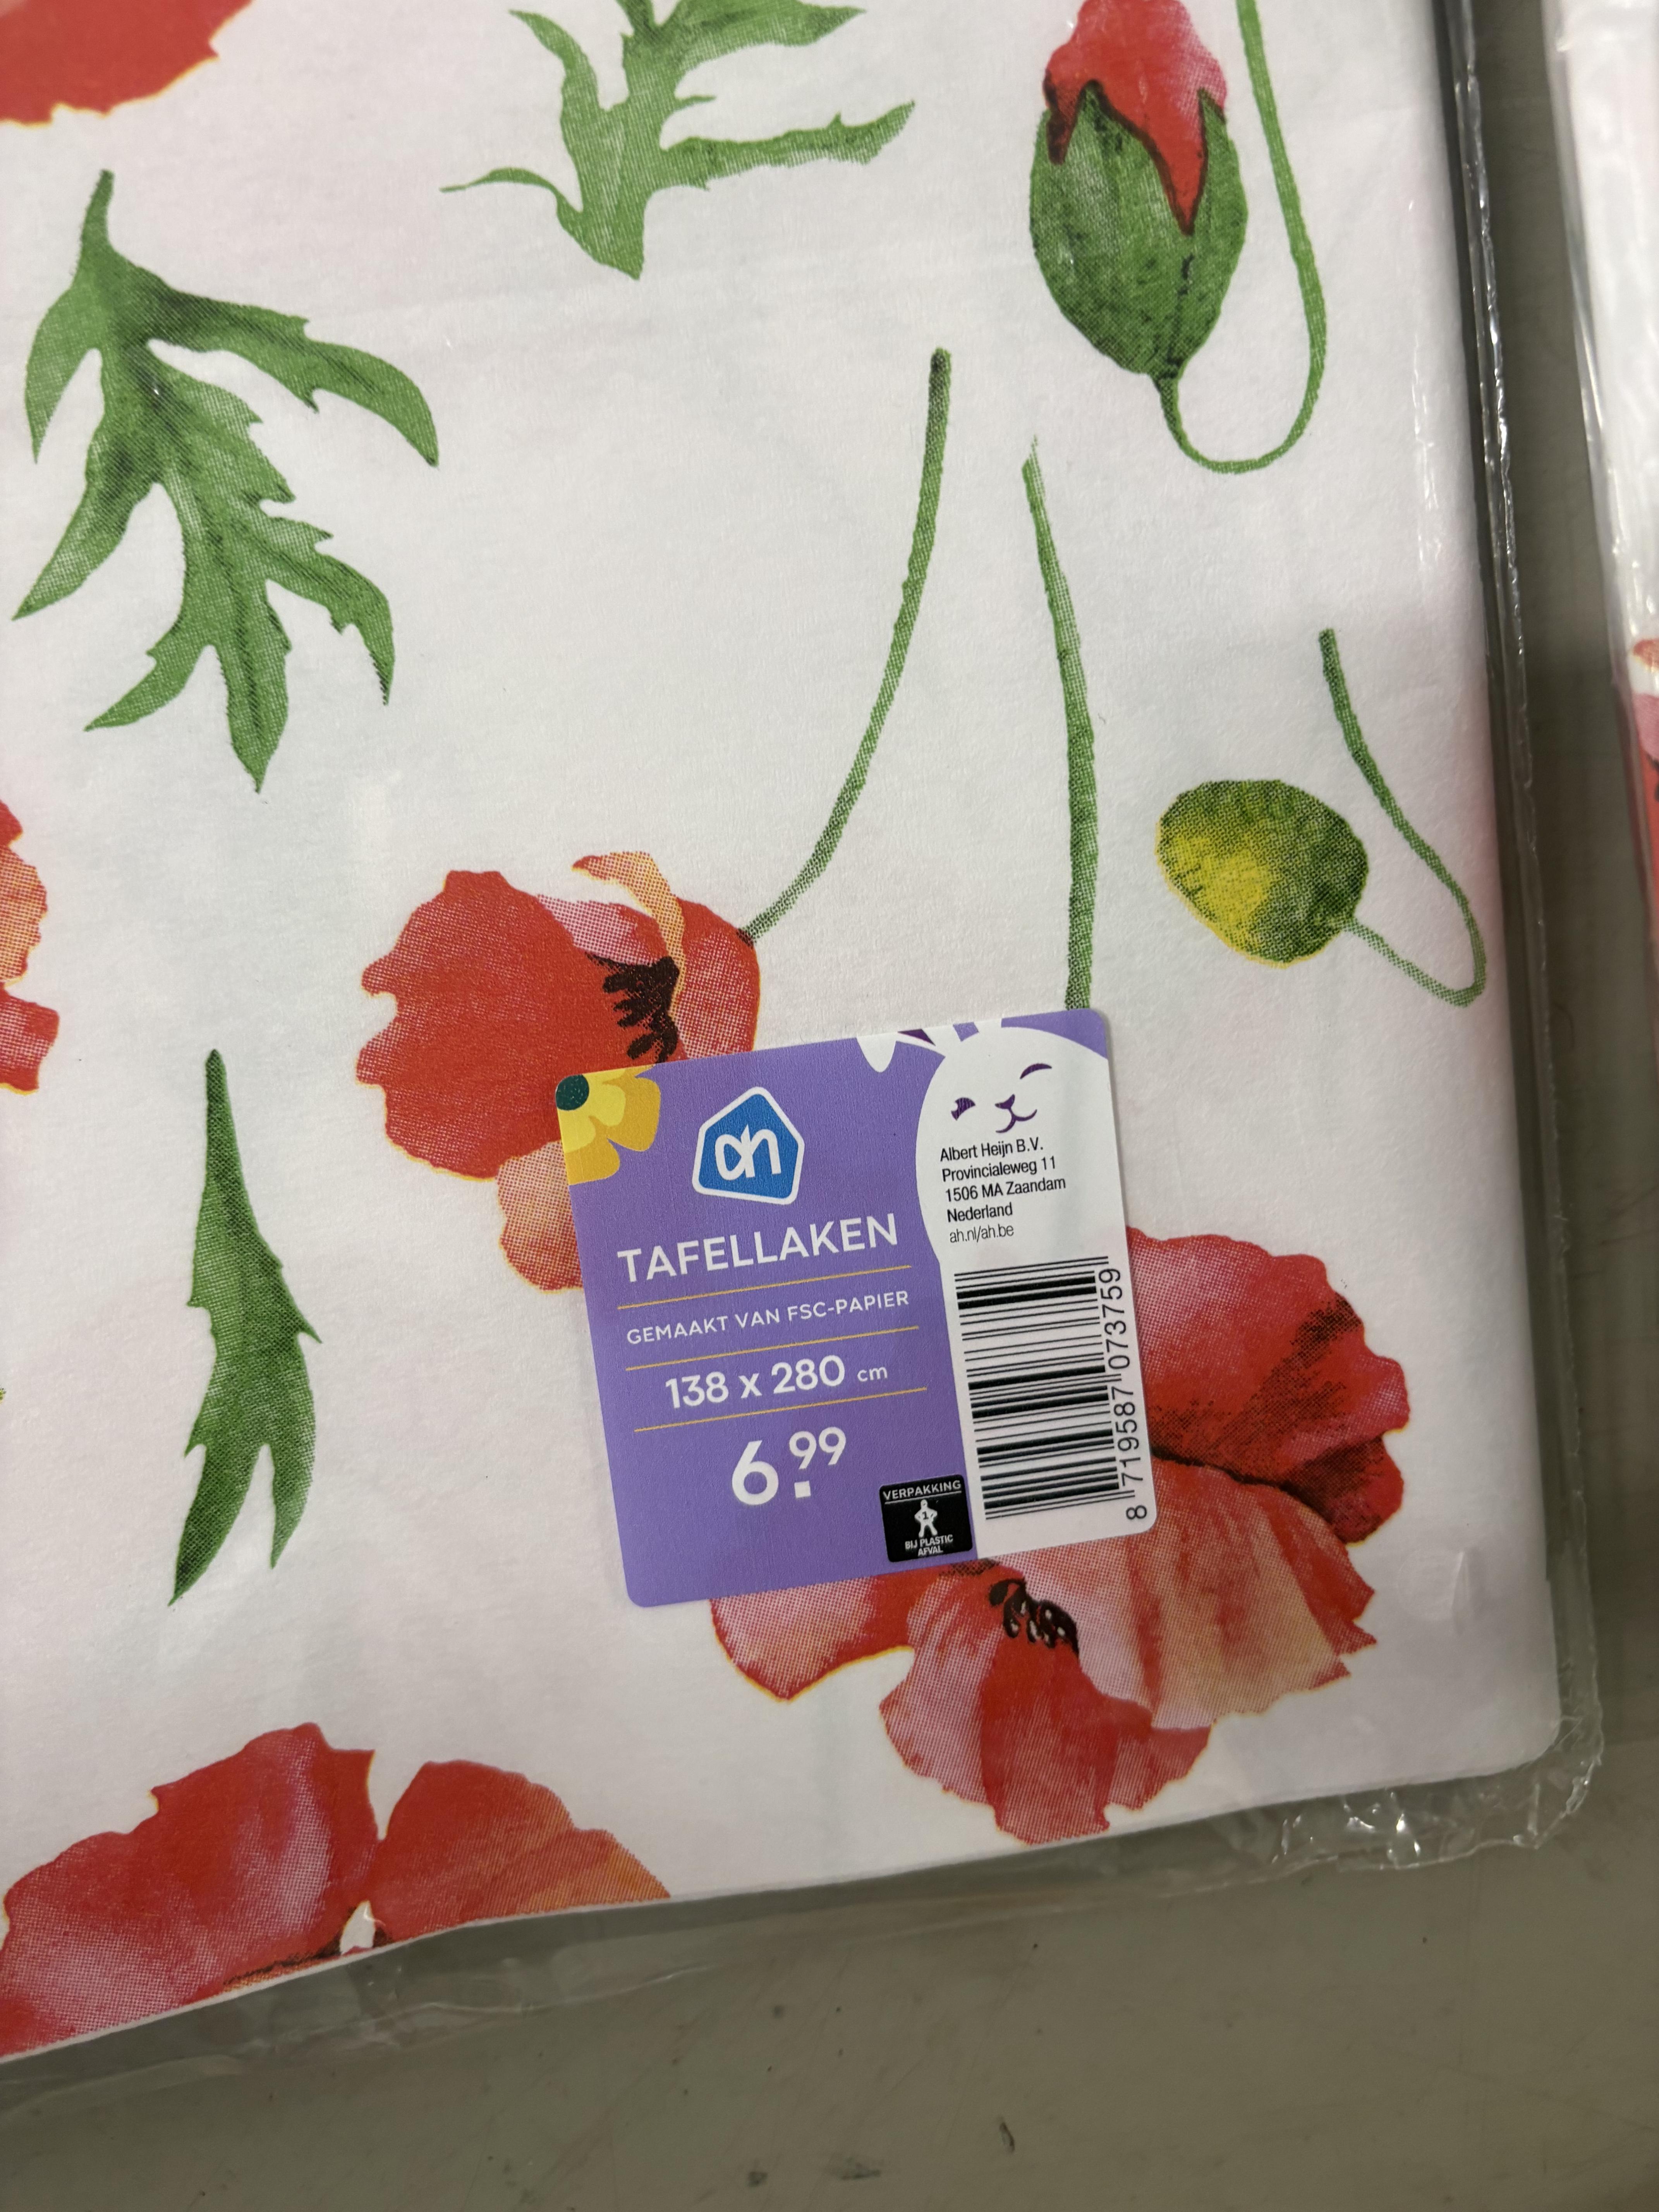 ah
TAFELLAKEN
GEMAAKT VAN FSC-PAPIER
138 x 280 cm
6.99
VERPAKKING
1
BIJ PLASTIC
AFVAL
Albert Heijn B.V.
Provincialeweg 11
1506 MA Zaandam
Nederland
ah.nl/ah.be
8 719587 073759